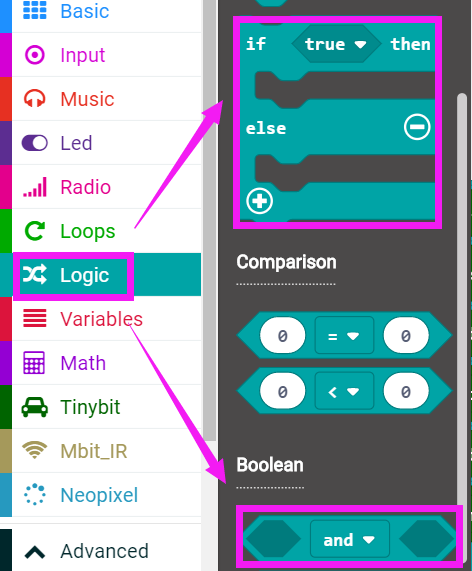 Basic
Input
Music
Led
Radio
Loops
Logic
Variables
Math
Tinybit
Mbit_IR
Neopixel
Advanced
if true then
else
Comparison
0 = 0
0 < 0
Boolean
and